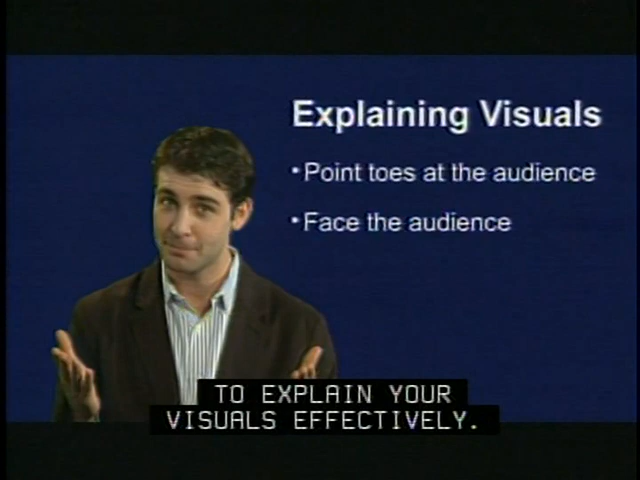 Explaining Visuals
· Point toes at the audience
· Face the audience
TO EXPLAIN YOUR
VISUALS EFFECTIVELY.